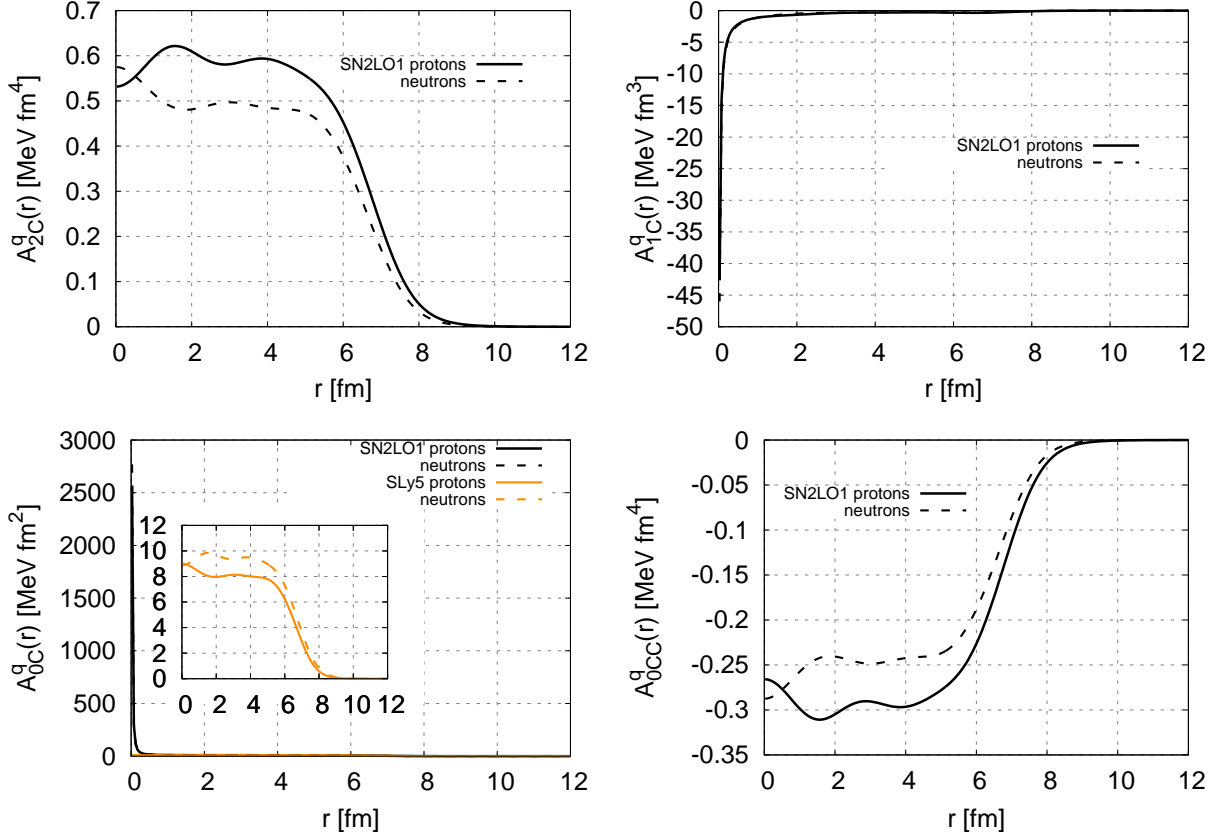 0.7
0.6
0.5
0.4
0.3
0.2
0.1
0
A^q_2C(r) [MeV fm^4]
SN2LO1 protons
neutrons
0 2 4 6 8 10 12
r [fm]
0
-5
-10
-15
-20
-25
-30
-35
-40
-45
-50
A^q_1C(r) [MeV fm^3]
SN2LO1 protons
neutrons
0 2 4 6 8 10 12
r [fm]
3000
2500
2000
1500
1000
500
0
A^q_0C(r) [MeV fm^2]
SN2LO1 protons
neutrons
SLy5 protons
neutrons
12
10
8
6
4
2
0
0 2 4 6 8 10 12
0 2 4 6 8 10 12
r [fm]
0
-0.05
-0.1
-0.15
-0.2
-0.25
-0.3
-0.35
A^q_0CC(r) [MeV fm^4]
SN2LO1 protons
neutrons
0 2 4 6 8 10 12
r [fm]